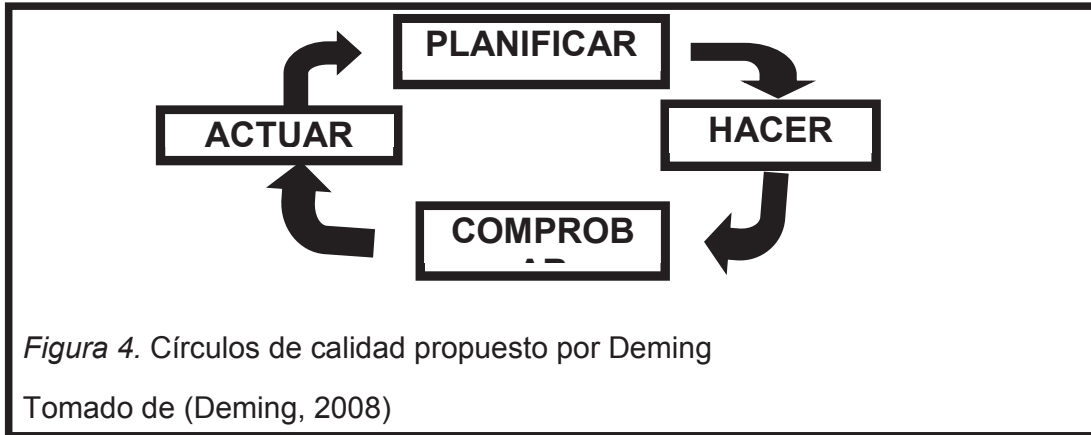 PLANIFICAR
ACTUAR
HACER
COMPROB
Figura 4. Círculos de calidad propuesto por Deming
Tomado de (Deming, 2008)